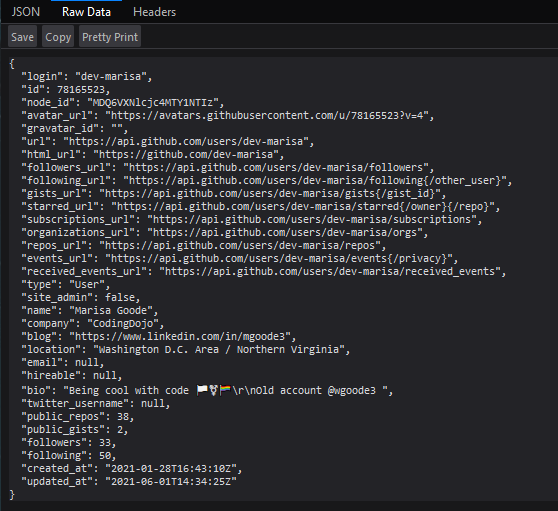 JSON Raw Data Headers
Save Copy Pretty Print
{
"login": "dev-marisa",
"id": 78165523,
"node_id": "MDQ6VXNlcjc4MTY1NTIz",
"avatar_url": "https://avatars.githubusercontent.com/u/78165523?v=4",
"gravatar_id": "",
"url": "https://api.github.com/users/dev-marisa",
"html_url": "https://github.com/dev-marisa",
"followers_url": "https://api.github.com/users/dev-marisa/followers",
"following_url": "https://api.github.com/users/dev-marisa/following{/other_user}",
"gists_url": "https://api.github.com/users/dev-marisa/gists{/gist_id}",
"starred_url": "https://api.github.com/users/dev-marisa/starred{/owner}{/repo}",
"subscriptions_url": "https://api.github.com/users/dev-marisa/subscriptions",
"organizations_url": "https://api.github.com/users/dev-marisa/orgs",
"repos_url": "https://api.github.com/users/dev-marisa/repos",
"events_url": "https://api.github.com/users/dev-marisa/events{/privacy}",
"received_events_url": "https://api.github.com/users/dev-marisa/received_events",
"type": "User",
"site_admin": false,
"name": "Marisa Goode",
"company": "CodingDojo",
"blog": "https://www.linkedin.com/in/mgoode3",
"location": "Washington D.C. Area / Northern Virginia",
"email": null,
"hireable": null,
"bio": "Being cool with code 🏳️⚧🏳️‍🌈\r\nOld account @wgoode3 ",
"twitter_username": null,
"public_repos": 38,
"public_gists": 2,
"followers": 33,
"following": 50,
"created_at": "2021-01-28T16:43:10Z",
"updated_at": "2021-06-01T14:34:25Z"
}